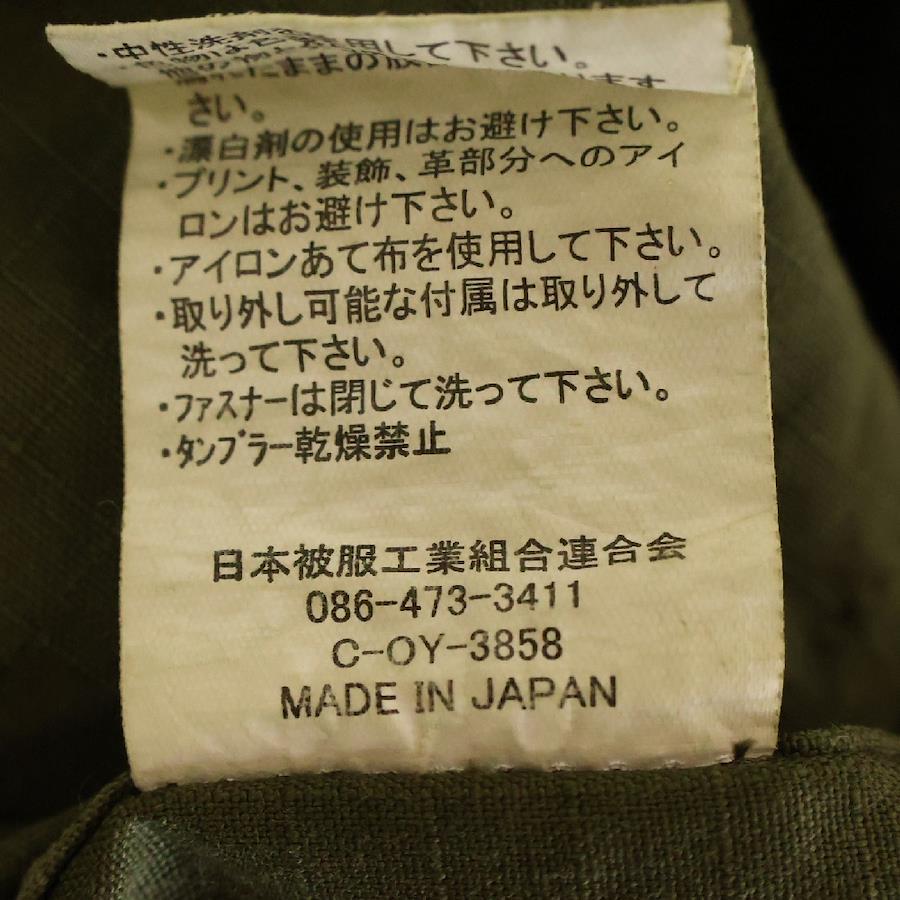 ・中性洗剤
使用して下さい。
たままの放
さい。
・漂白剤の使用はお避け下さい。
・プリント、装飾、革部分へのアイ
ロンはお避け下さい。
・アイロンあて布を使用して下さい。
・取り外し可能な付属は取り外して
洗って下さい。
・ファスナーは閉じて洗って下さい。
・タンブラー乾燥禁止
日本被服工業組合連合会
086-473-3411
C-OY-3858
MADE IN JAPAN